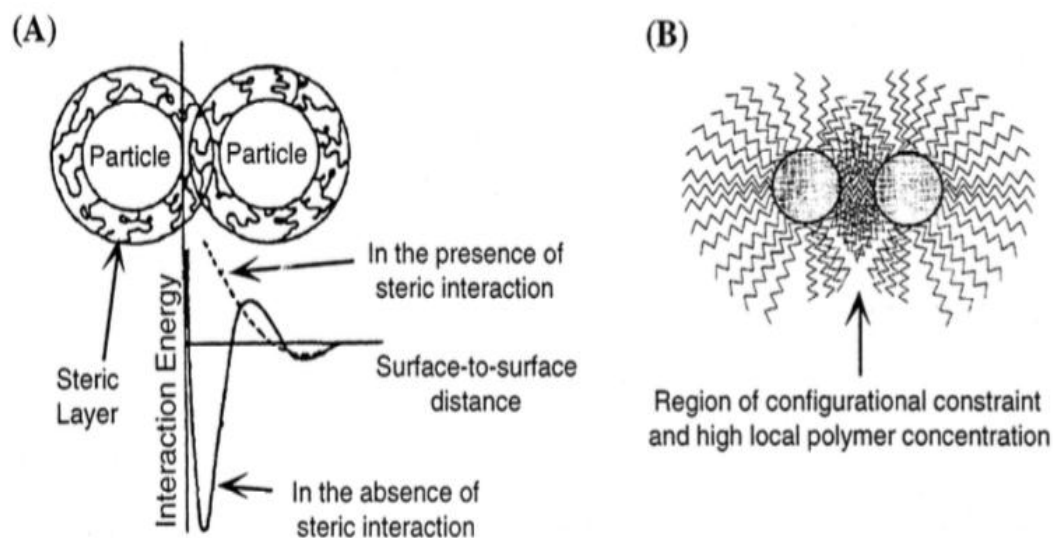 (A)
Particle
Particle
In the presence of
steric interaction
Steric
Layer
Interaction Energy
Surface-to-surface
distance
In the absence of
steric interaction
(B)
Region of configurational constraint
and high local polymer concentration